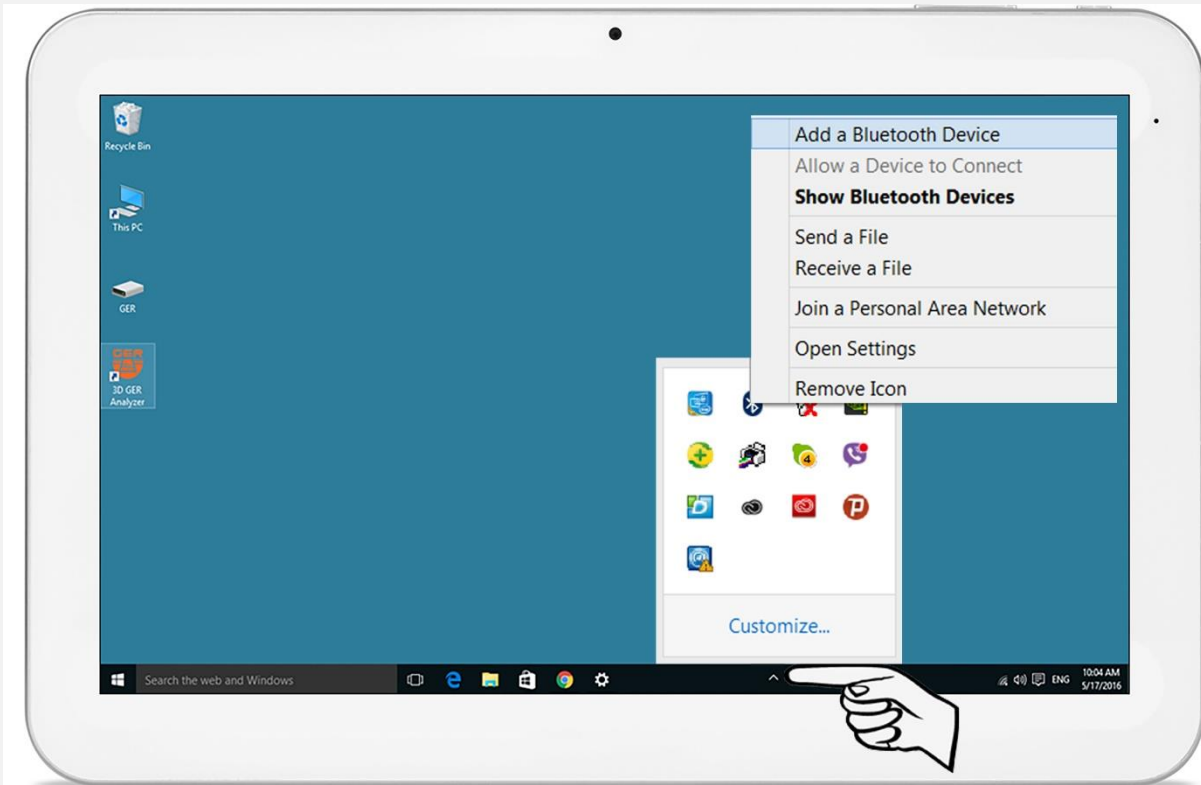 Recycle Bin
This PC
GER
GER
3D GER
Analyzer
Add a Bluetooth Device
Allow a Device to Connect
Show Bluetooth Devices
Send a File
Receive a File
Join a Personal Area Network
Open Settings
Remove Icon
4
Customize...
Search the web and Windows
ENG
10:04 AM
5/17/2016